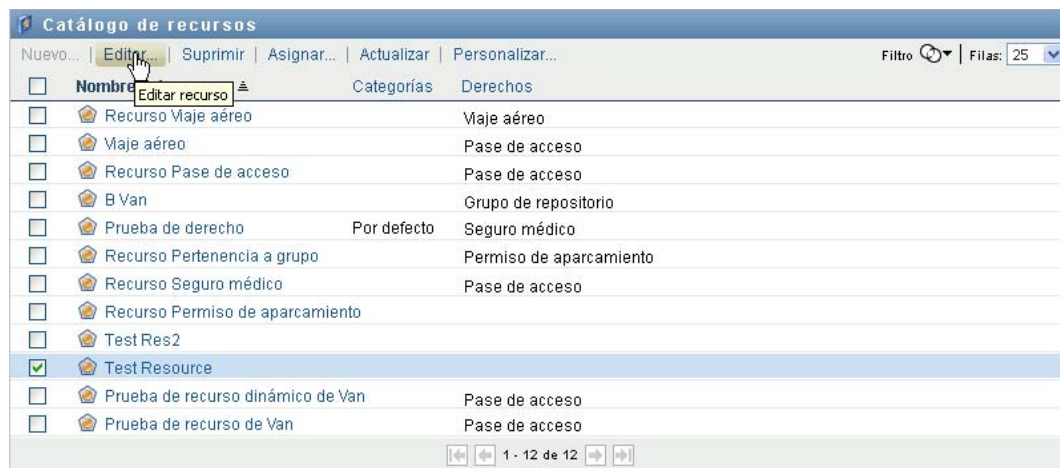 Catálogo de recursos
Nuevo... | Editar... | Suprimir | Asignar... | Actualizar | Personalizar... Filtro | Filas: 25
Nombre Categorías Derechos
Editar recurso
Recurso Viaje aéreo Viaje aéreo
Viaje aéreo Pase de acceso
Recurso Pase de acceso Pase de acceso
B Van Grupo de repositorio
Prueba de derecho Por defecto Seguro médico
Recurso Pertenencia a grupo Permiso de aparcamiento
Recurso Seguro médico Pase de acceso
Recurso Permiso de aparcamiento
Test Res2
Test Resource
Prueba de recurso dinámico de Van Pase de acceso
Prueba de recurso de Van Pase de acceso
1 - 12 de 12